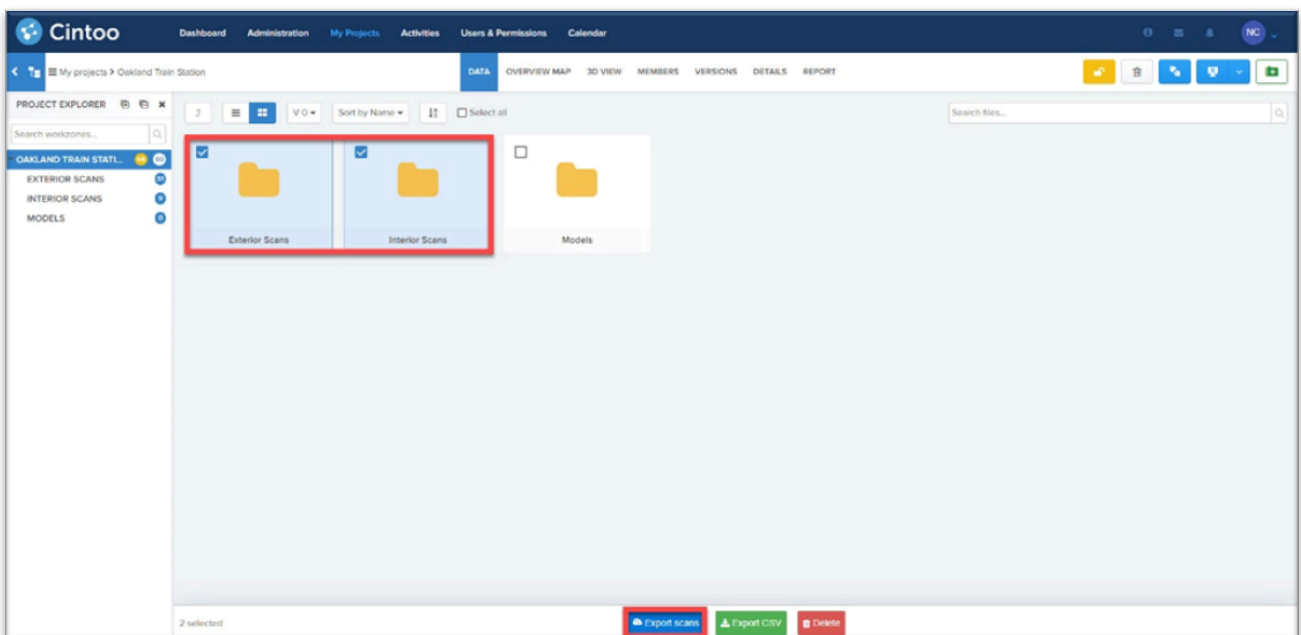 Cintoo
Dashboard Administration My Projects Activities Users & Permissions Calendar
NC
My projects > Oakland Train Station
DATA OVERVIEW MAP 3D VIEW MEMBERS VERSIONS DETAILS REPORT
PROJECT EXPLORER
V 0 Sort by Name Select all
Search files...
Search workzones...
OAKLAND TRAIN STATI...
EXTERIOR SCANS
INTERIOR SCANS
MODELS
Exterior Scans
Interior Scans
Models
2 selected
Export scans
Export CSV
Delete